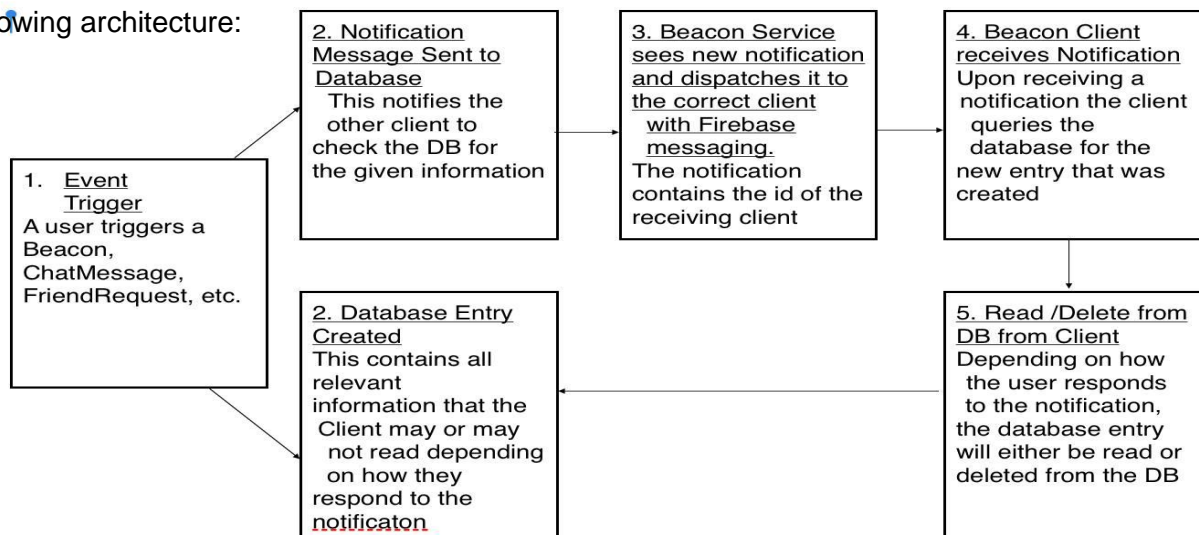 owing architecture:
2. Notification
Message Sent to
Database
This notifies the
other client to
check the DB for
the given information
3. Beacon Service
sees new notification
and dispatches it to
the correct client
with Firebase
messaging.
The notification
contains the id of the
receiving client
4. Beacon Client
receives Notification
Upon receiving a
notification the client
queries the
database for the
new entry that was
created
1. Event
Trigger
A user triggers a
Beacon,
ChatMessage,
FriendRequest, etc.
2. Database Entry
Created
This contains all
relevant
information that the
Client may or may
not read depending
on how they
respond to the
notificaton
5. Read /Delete from
DB from Client
Depending on how
the user responds
to the notification,
the database entry
will either be read or
deleted from the DB